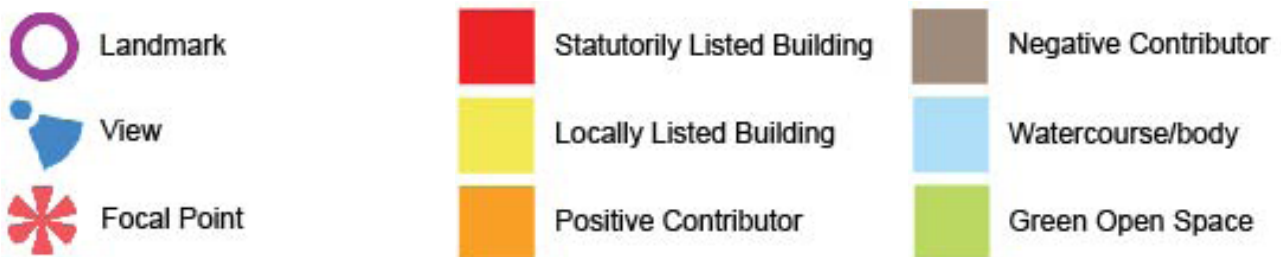 Landmark
View
Focal Point
Statutorily Listed Building
Locally Listed Building
Positive Contributor
Negative Contributor
Watercourse/body
Green Open Space